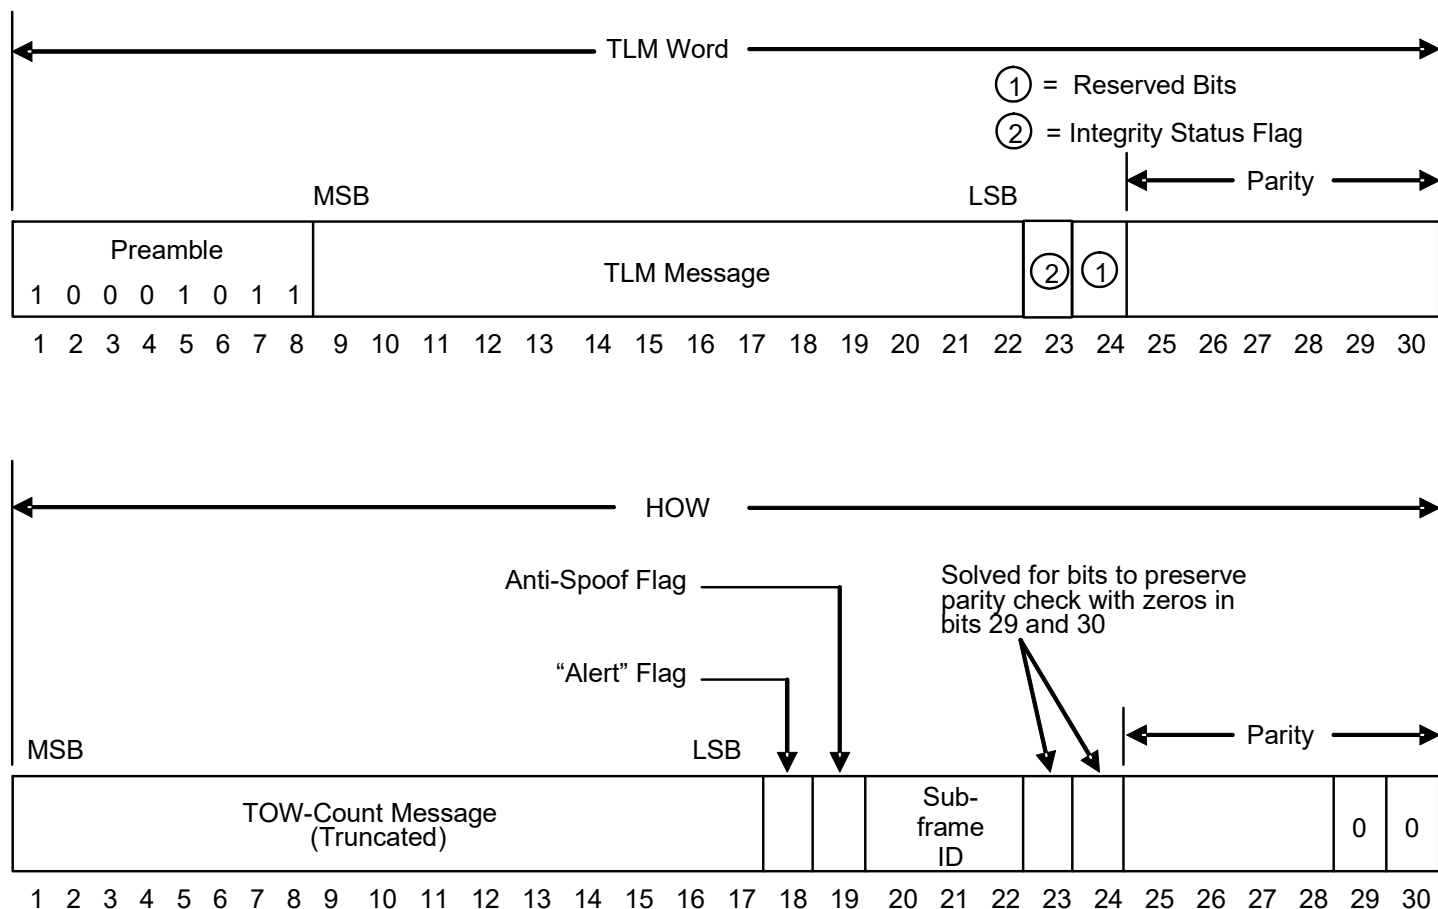 TLM Word
1 = Reserved Bits
2 = Integrity Status Flag
Parity
MSB
LSB
Preamble
TLM Message
2
1
1 0 0 0 1 0 1 1
1 2 3 4 5 6 7 8 9 10 11 12 13 14 15 16 17 18 19 20 21 22 23 24 25 26 27 28 29 30
HOW
Anti-Spoof Flag
Solved for bits to preserve
parity check with zeros in
bits 29 and 30
“Alert” Flag
Parity
MSB
LSB
TOW-Count Message
(Truncated)
Sub-
frame
ID
0
0
1 2 3 4 5 6 7 8 9 10 11 12 13 14 15 16 17 18 19 20 21 22 23 24 25 26 27 28 29 30